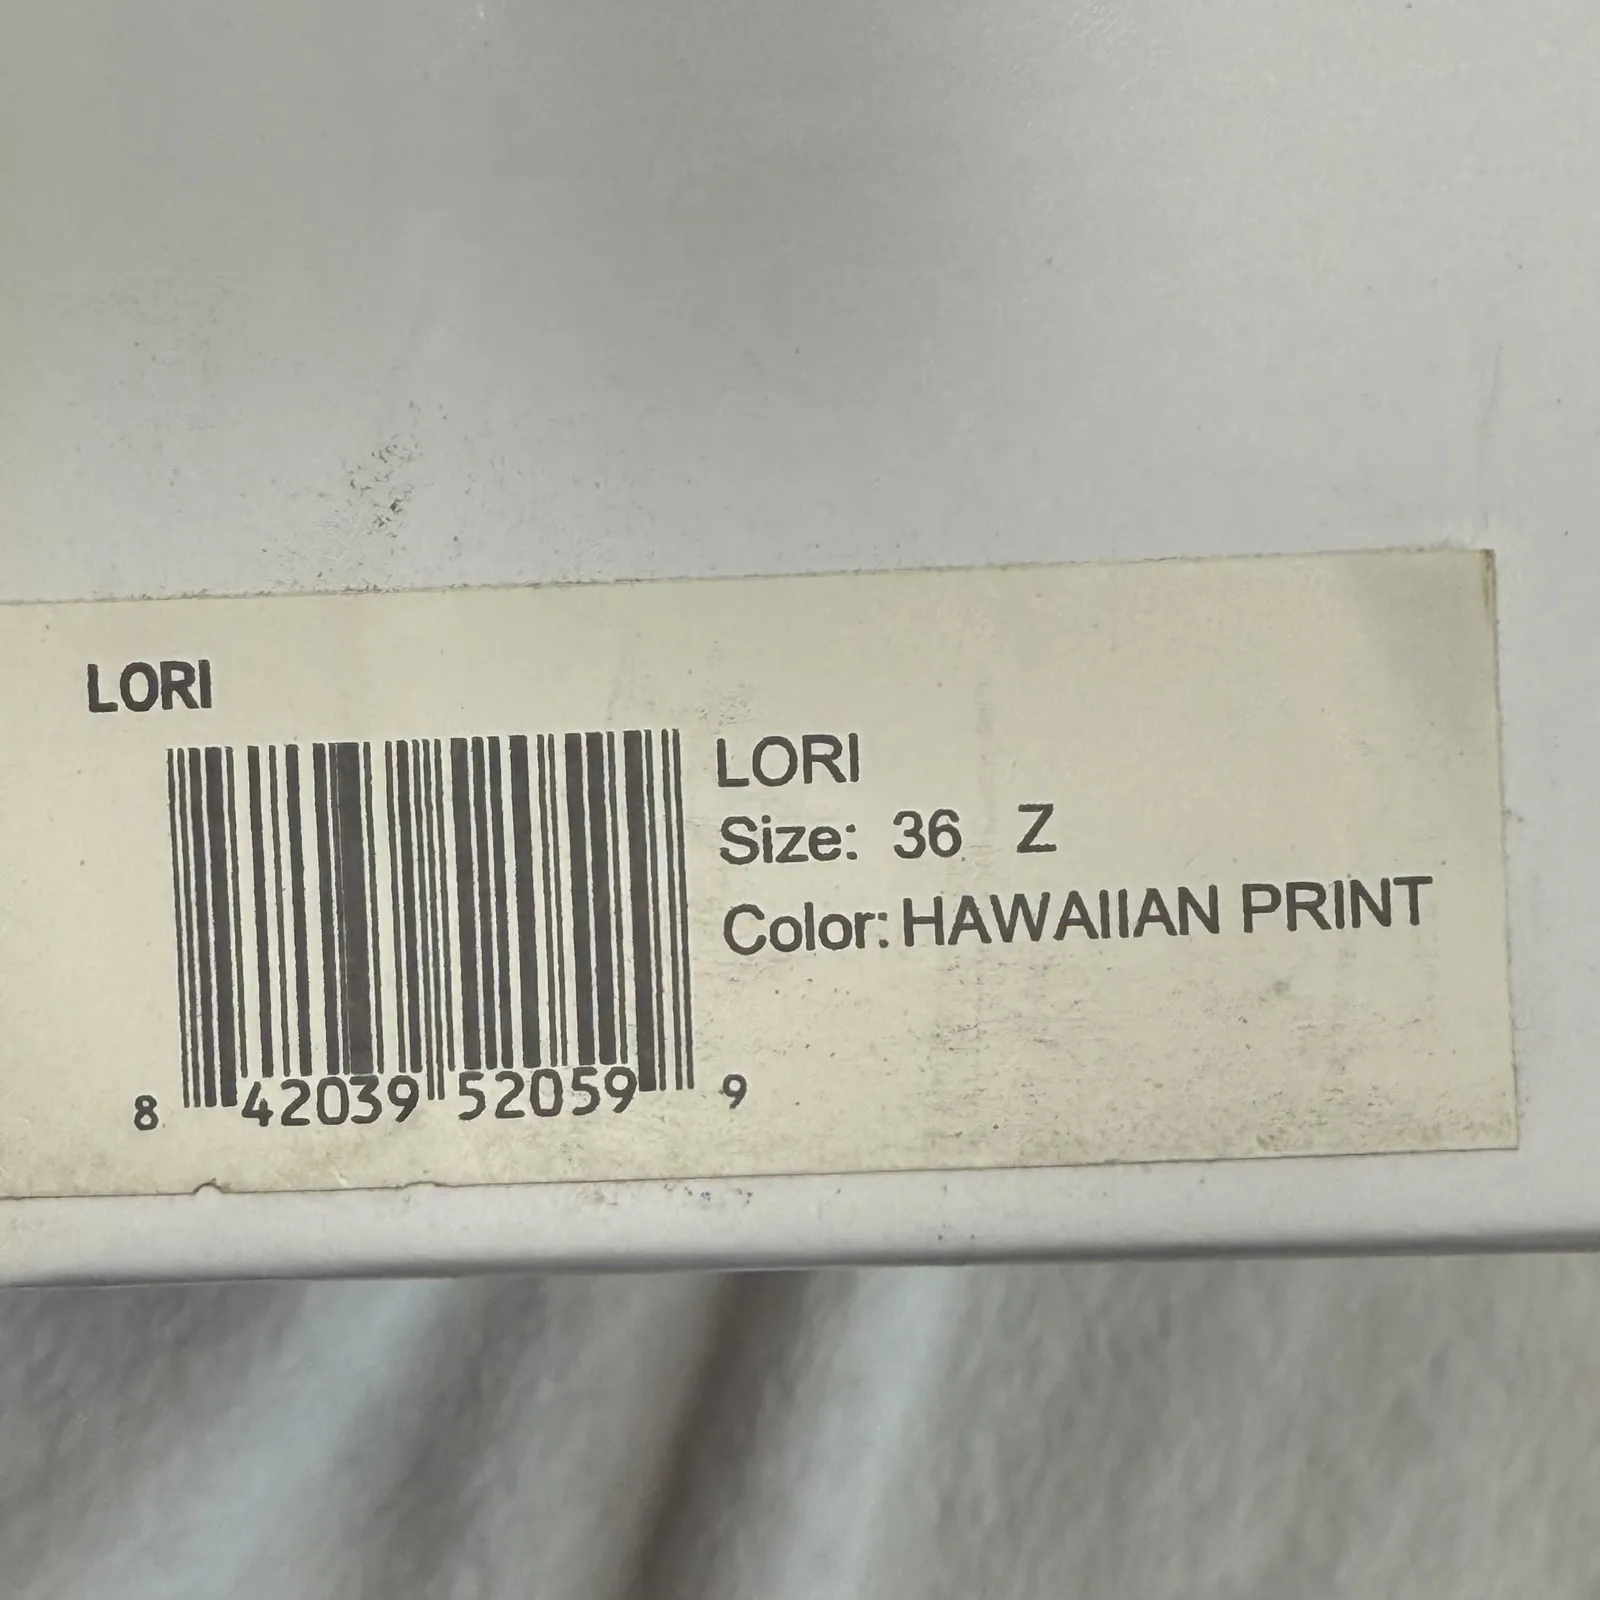 LORI
LORI
Size: 36 Z
Color: HAWAIIAN PRINT
8 42039 52059 9